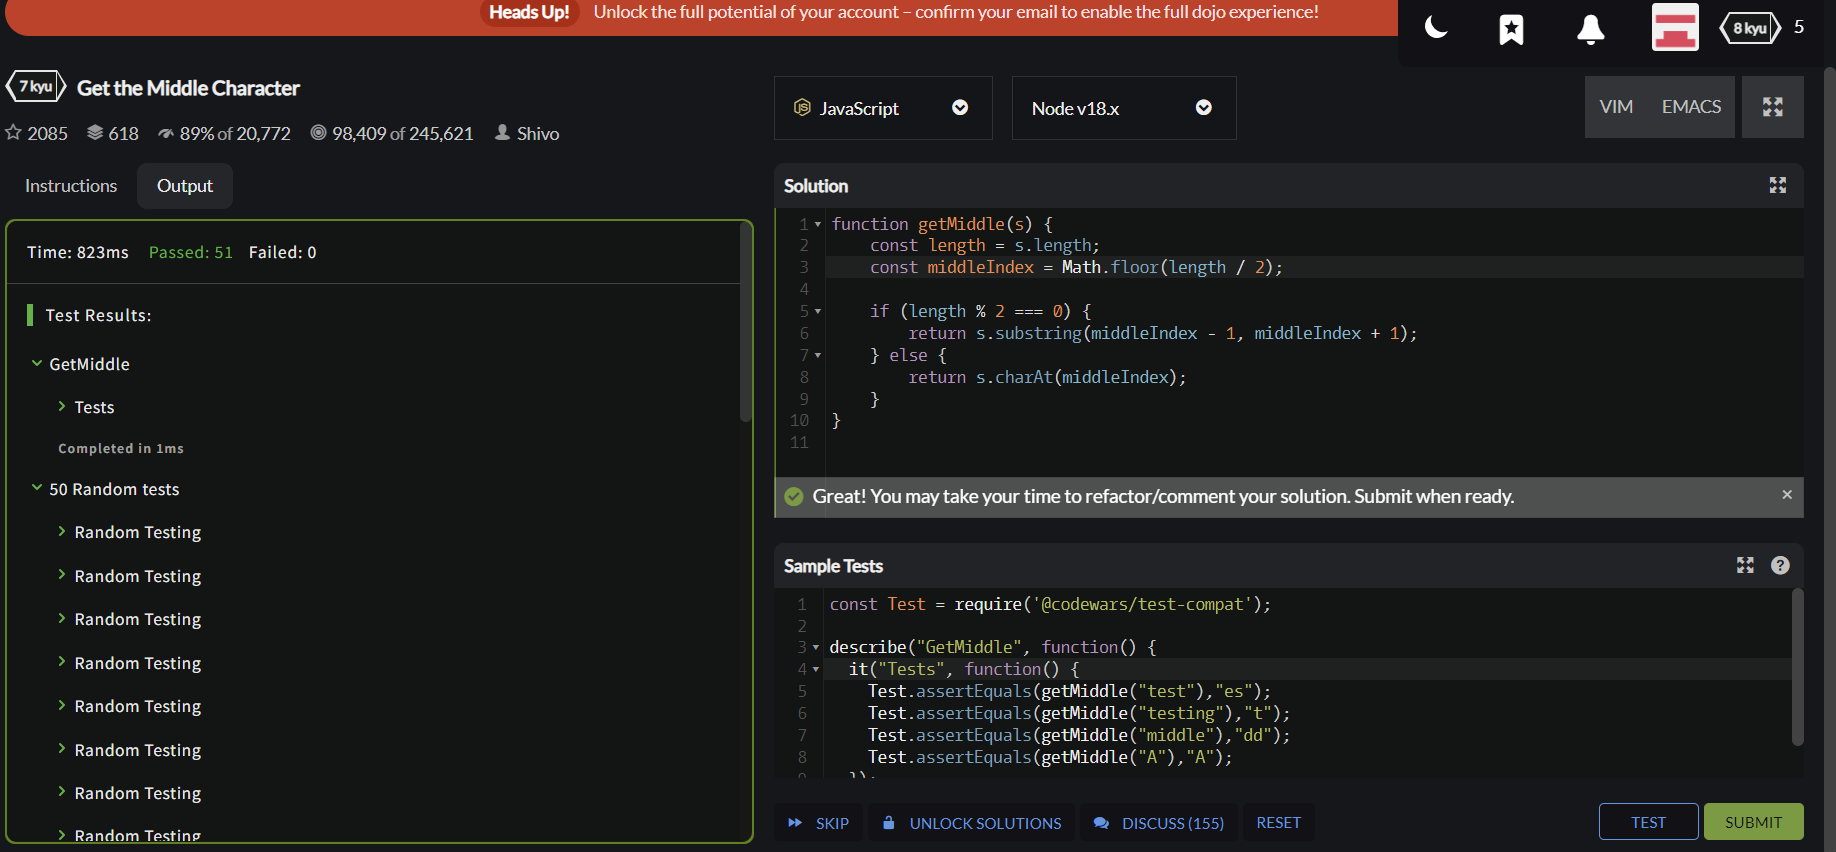 Heads Up! Unlock the full potential of your account – confirm your email to enable the full dojo experience!
8 kyu 5
7 kyu Get the Middle Character
2085 618 89% of 20,772 98,409 of 245,621 Shivo
Instructions Output
Time: 823ms Passed: 51 Failed: 0
Test Results:
GetMiddle
Tests
Completed in 1ms
50 Random tests
Random Testing
Random Testing
Random Testing
Random Testing
Random Testing
Random Testing
Random Testing
Random Testing
JS JavaScript Node v18.x VIM EMACS
Solution
1 function getMiddle(s) {
2 const length = s.length;
3 const middleIndex = Math.floor(length / 2);
4
5 if (length % 2 === 0) {
6 return s.substring(middleIndex - 1, middleIndex + 1);
7 } else {
8 return s.charAt(middleIndex);
9 }
10 }
11
Great! You may take your time to refactor/comment your solution. Submit when ready. ×
Sample Tests ?
1 const Test = require('@codewars/test-compat');
2
3 describe("GetMiddle", function() {
4 it("Tests", function() {
5 Test.assertEquals(getMiddle("test"),"es");
6 Test.assertEquals(getMiddle("testing"),"t");
7 Test.assertEquals(getMiddle("middle"),"dd");
8 Test.assertEquals(getMiddle("A"),"A");
9 });
SKIP UNLOCK SOLUTIONS DISCUSS (155) RESET TEST SUBMIT